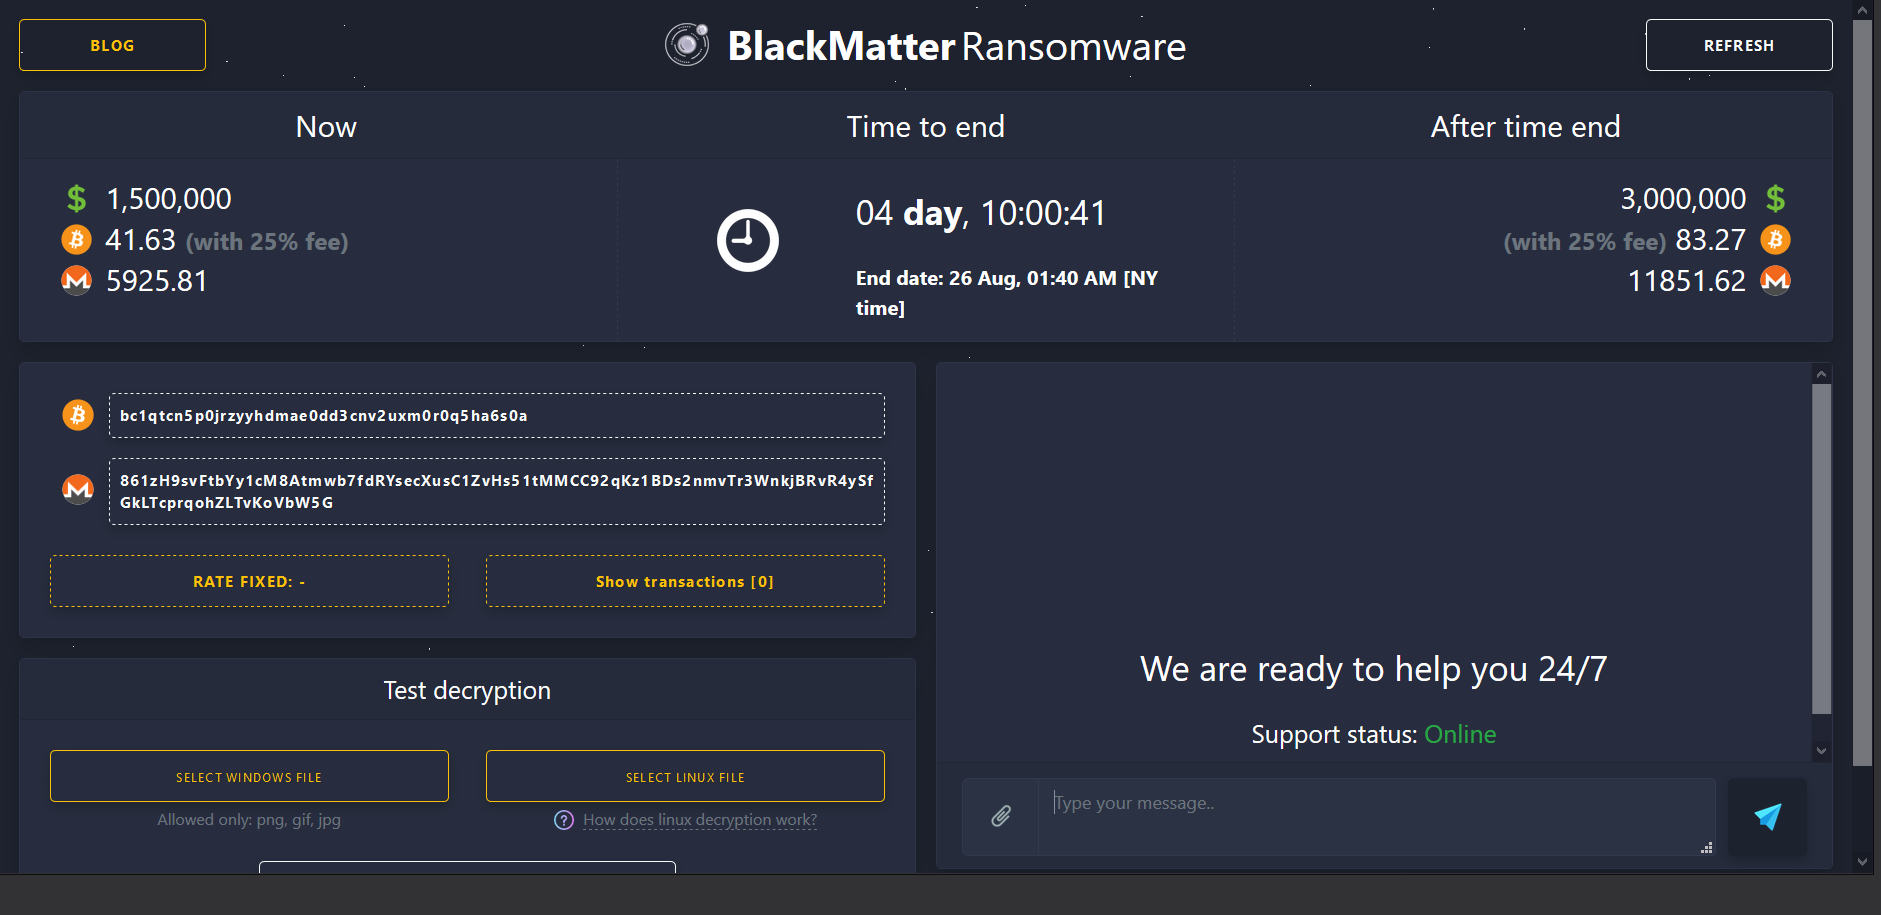 BLOG
BlackMatter Ransomware
REFRESH
Now
Time to end
After time end
$ 1,500,000
41.63 (with 25% fee)
5925.81
04 day, 10:00:41
End date: 26 Aug, 01:40 AM [NY
time]
3,000,000 $
(with 25% fee) 83.27
11851.62
bc1qtcn5p0jrzyyhdmae0dd3cnv2uxm0r0q5ha6s0a
861zH9svFtbYy1cM8Atmwb7fdRYsecXusC1ZvHs51tMMCC92qKz1BDs2nmvTr3WnkjBRvR4ySf
GkLTcprqohZLTvKoVbW5G
RATE FIXED: -
Show transactions [0]
Test decryption
SELECT WINDOWS FILE
SELECT LINUX FILE
Allowed only: png, gif, jpg
? How does linux decryption work?
We are ready to help you 24/7
Support status: Online
Type your message..